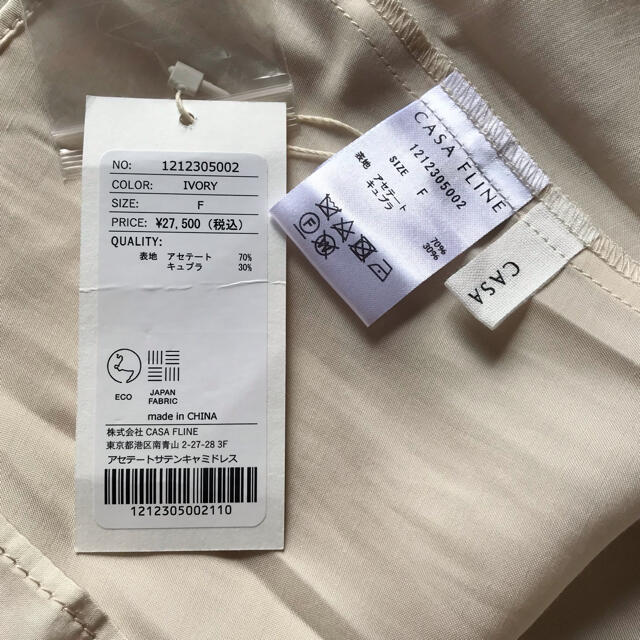 NO: 1212305002
COLOR: IVORY
SIZE: F
PRICE: ¥27,500（税込）
QUALITY:
表地 アセテート 70%
キュプラ 30%
ECO
JAPAN
FABRIC
made in CHINA
株式会社 CASA FLINE
東京都港区南青山 2-27-28 3F
アセテートサテンキャミドレス
1212305002110
CASA FLINE
1212305002
SIZE F
表地 アセテート 70%
キュプラ 30%
F
CASA